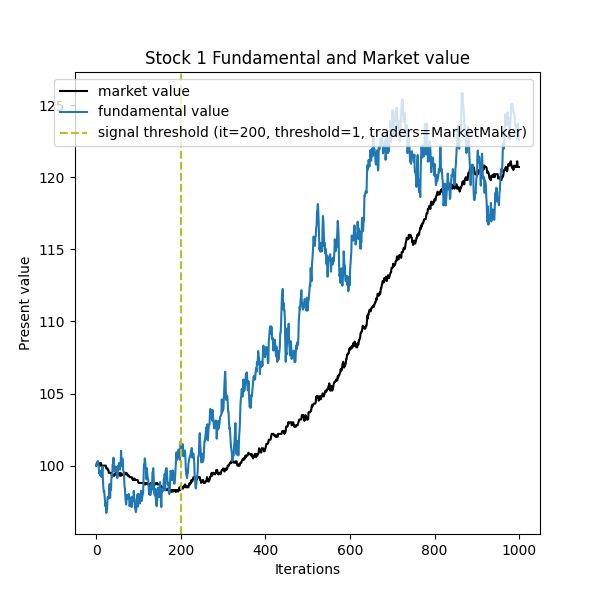 Stock 1 Fundamental and Market value
market value
fundamental value
signal threshold (it=200, threshold=1, traders=MarketMaker)
125
120
115
110
105
100
Present value
0 200 400 600 800 1000
Iterations